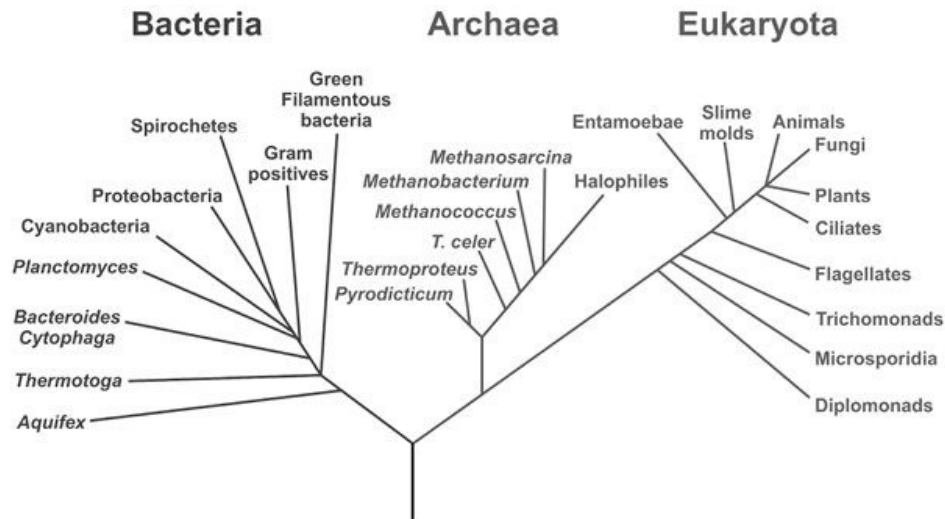 Bacteria
Archaea
Eukaryota
Green
Filamentous
bacteria
Spirochetes
Gram
positives
Proteobacteria
Cyanobacteria
Planctomyces
Bacteroides
Cytophaga
Thermotoga
Aquifex
Methanosarcina
Methanobacterium
Halophiles
Methanococcus
T. celer
Thermoproteus
Pyrodicticum
Entamoebae
Slime
molds
Animals
Fungi
Plants
Ciliates
Flagellates
Trichomonads
Microsporidia
Diplomonads